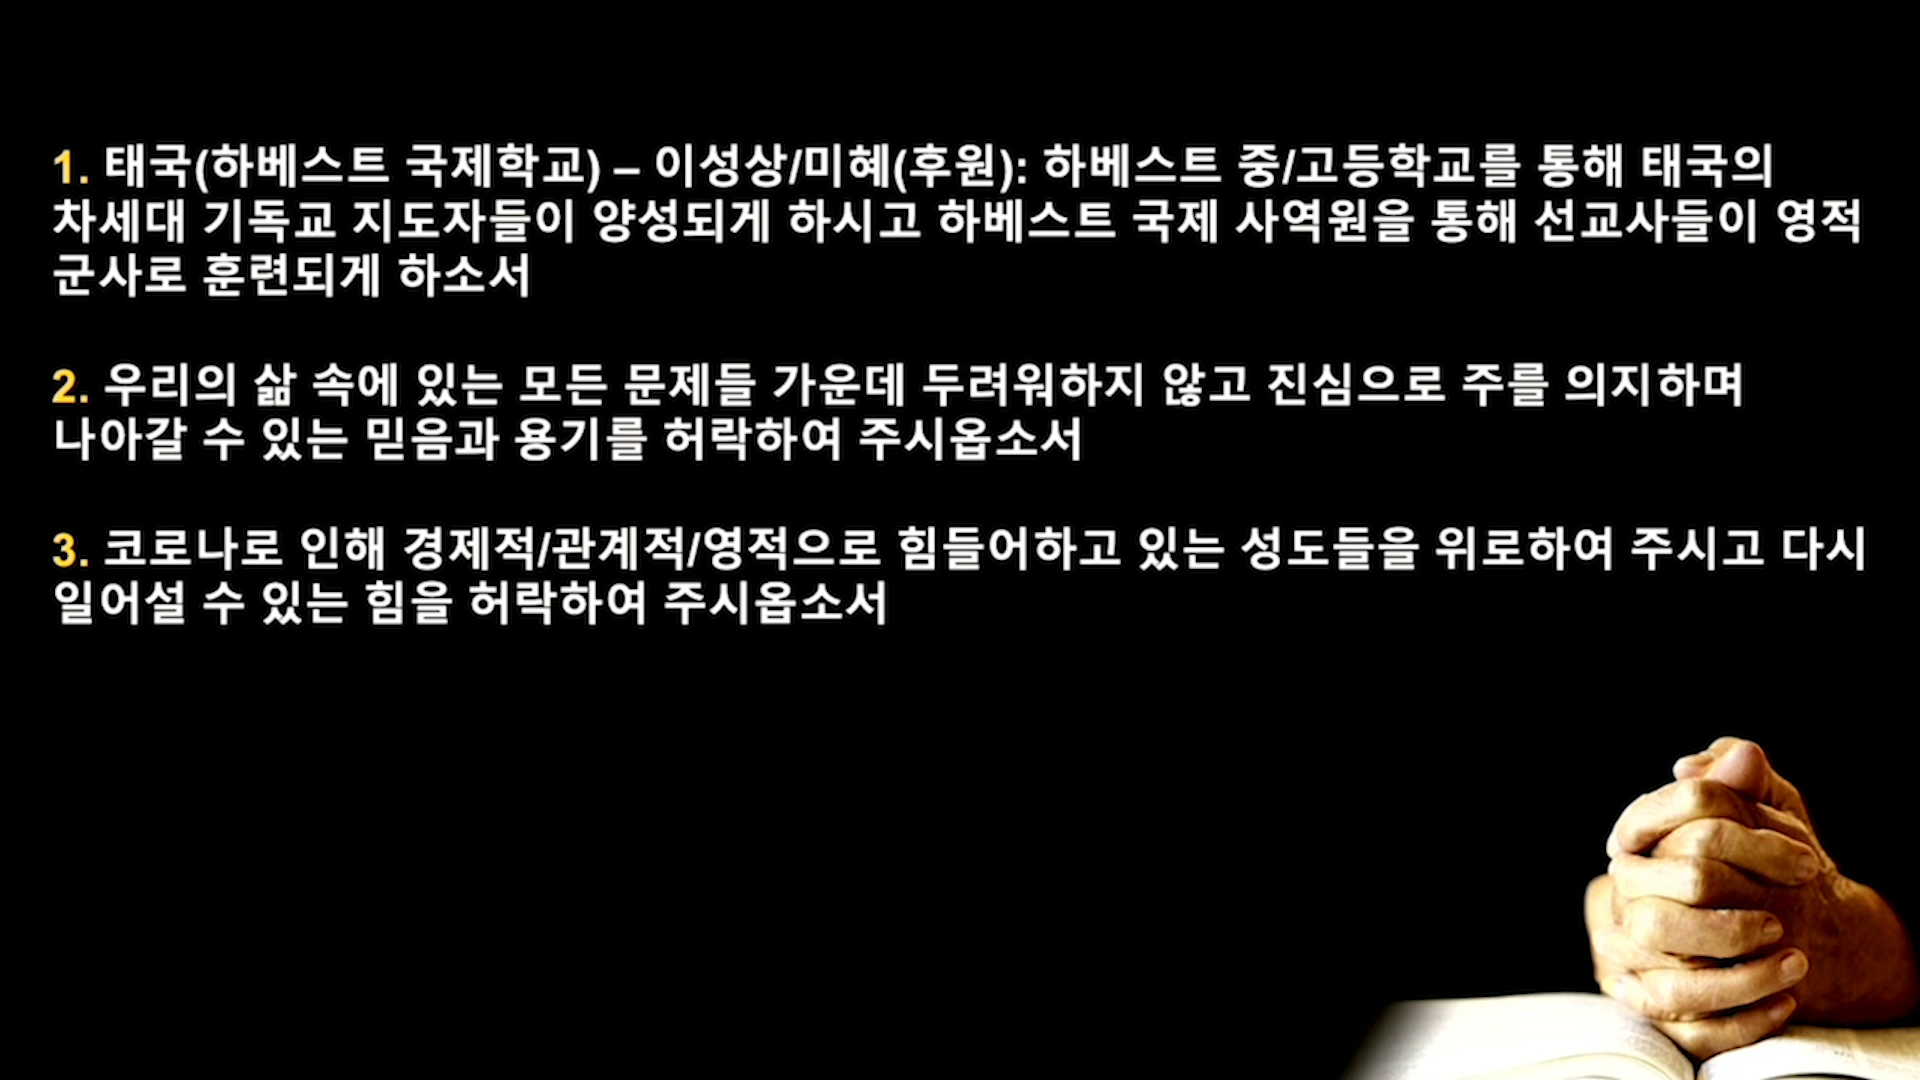 1. 태국(하베스트 국제학교) – 이성상/미혜(후원): 하베스트 중/고등학교를 통해 태국의
차세대 기독교 지도자들이 양성되게 하시고 하베스트 국제 사역원을 통해 선교사들이 영적
군사로 훈련되게 하소서
2. 우리의 삶 속에 있는 모든 문제들 가운데 두려워하지 않고 진심으로 주를 의지하며
나아갈 수 있는 믿음과 용기를 허락하여 주시옵소서
3. 코로나로 인해 경제적/관계적/영적으로 힘들어하고 있는 성도들을 위로하여 주시고 다시
일어설 수 있는 힘을 허락하여 주시옵소서